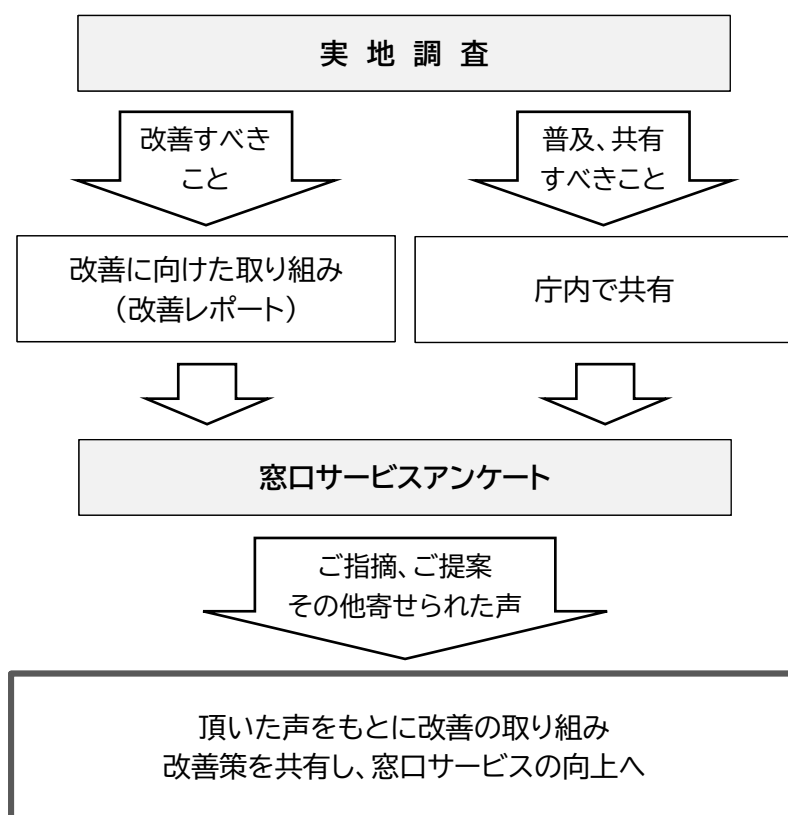 実地調査
改善すべき
こと
普及、共有
すべきこと
改善に向けた取り組み
（改善レポート）
庁内で共有
窓口サービスアンケート
ご指摘、ご提案
その他寄せられた声
頂いた声をもとに改善の取り組み
改善策を共有し、窓口サービスの向上へ